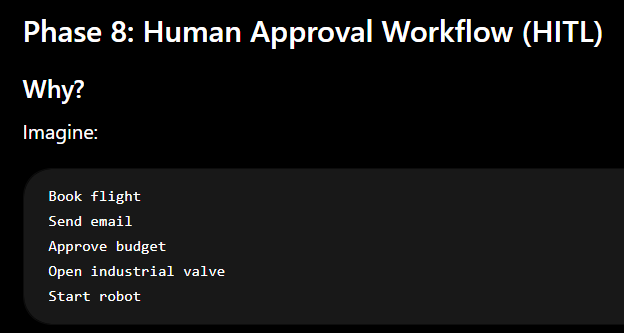 Phase 8: Human Approval Workflow (HITL)
Why?
Imagine:
Book flight
Send email
Approve budget
Open industrial valve
Start robot